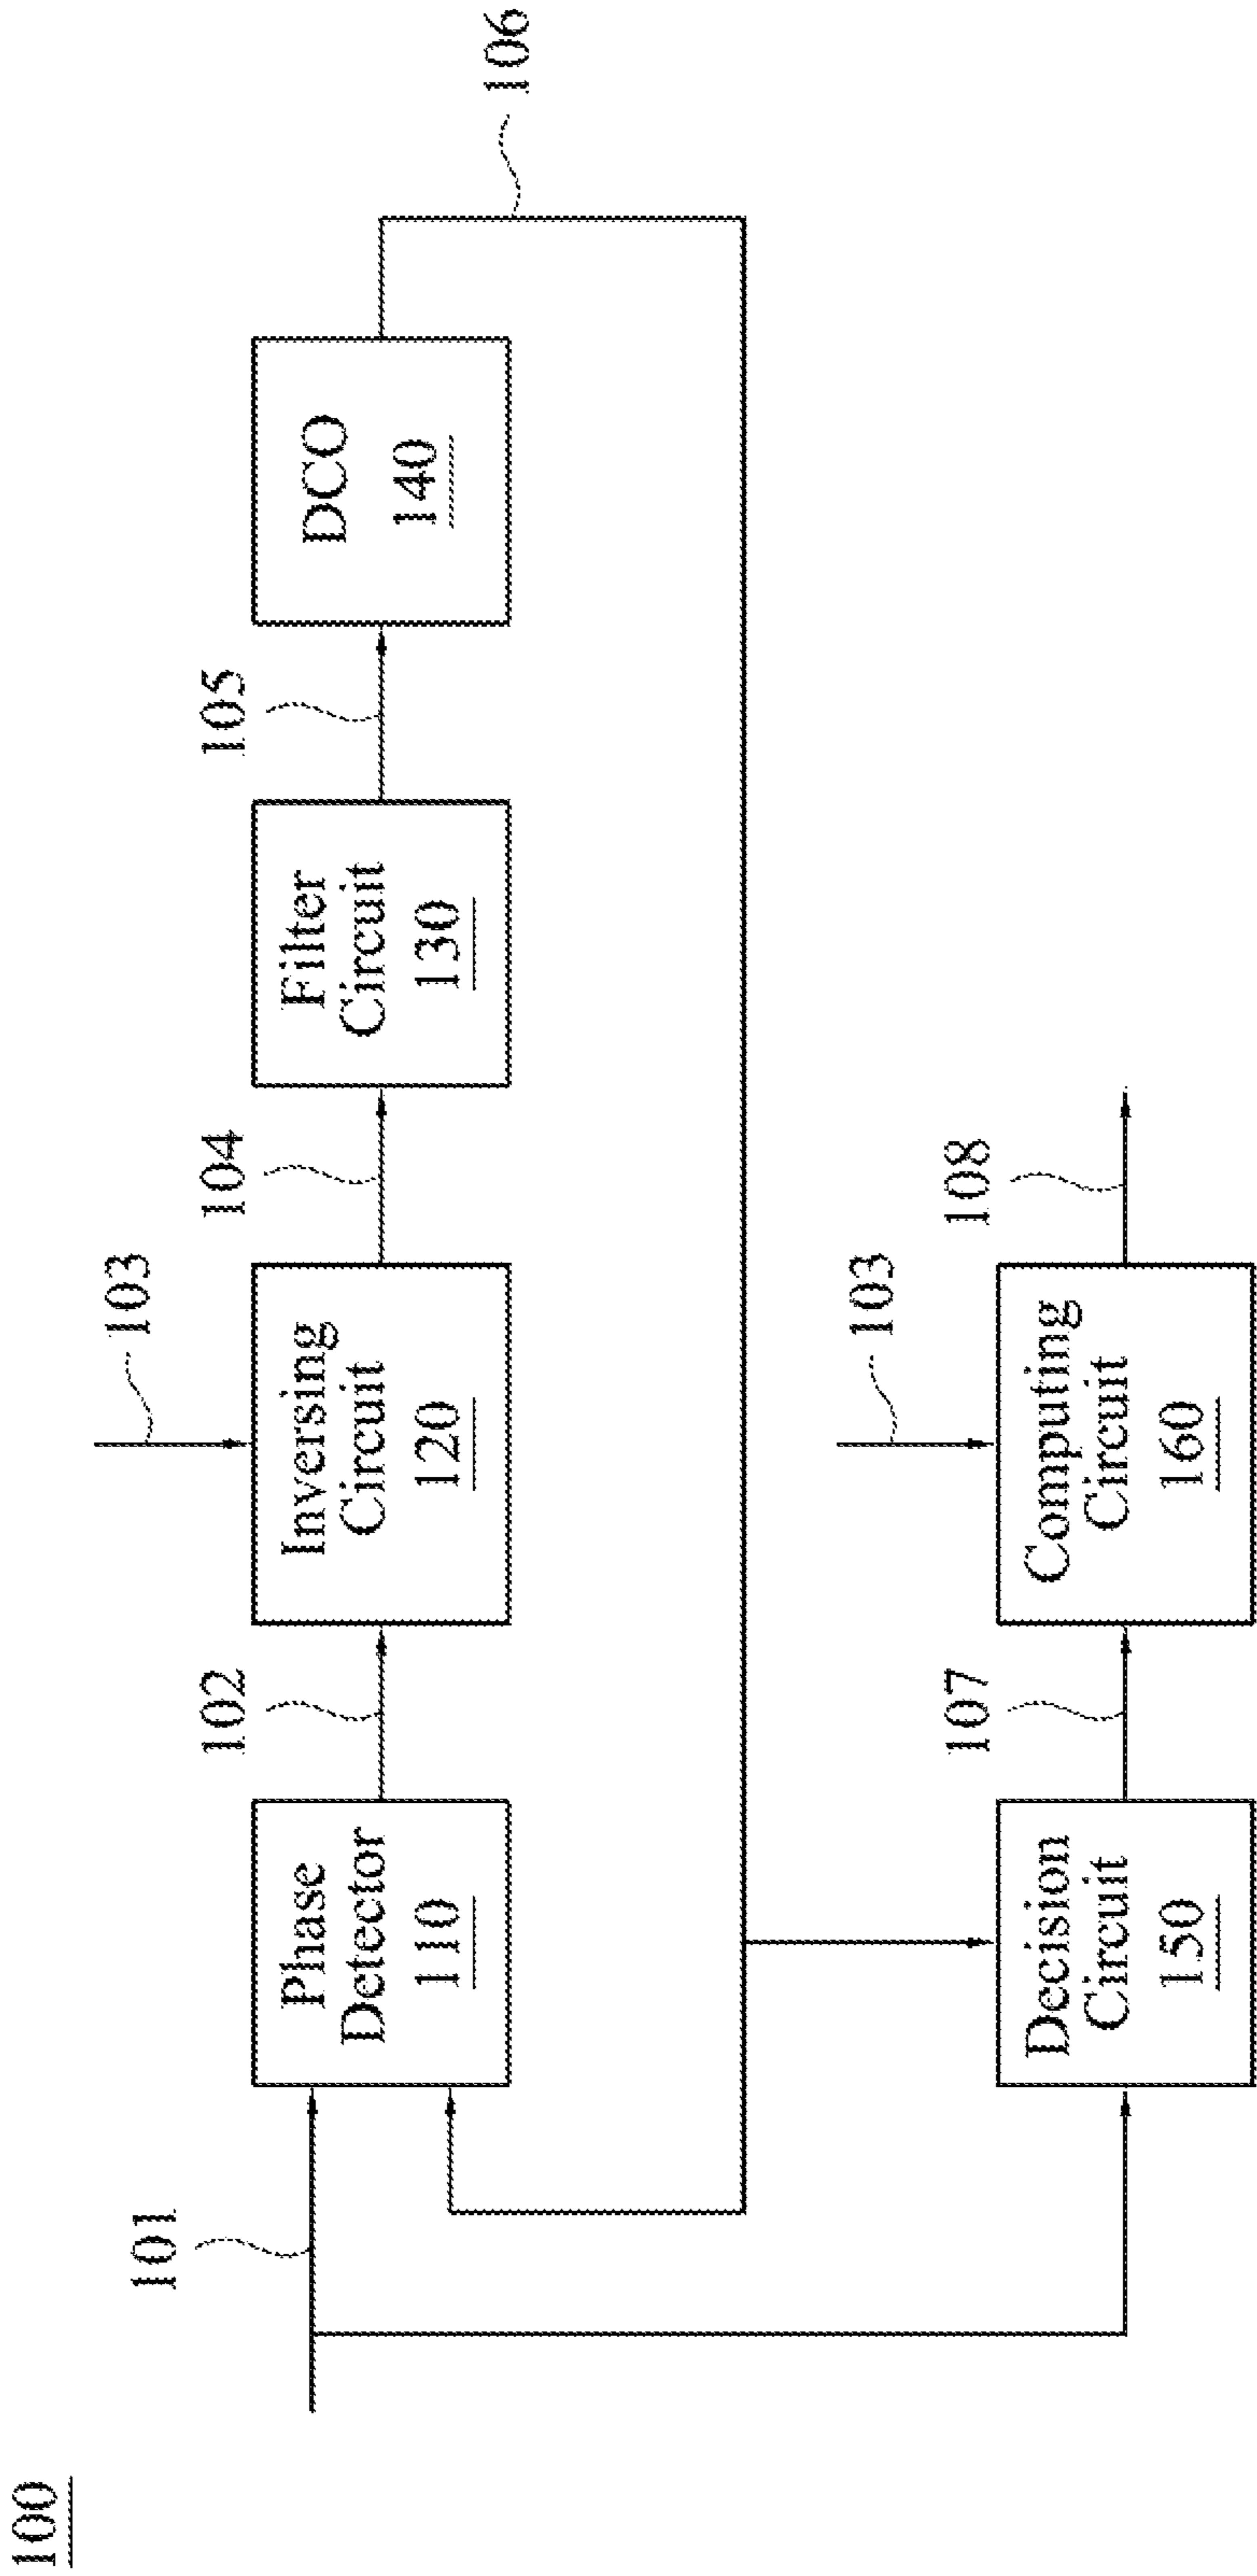 100
101
Phase
Detector
110
102
103
Inversing
Circuit
120
104
Filter
Circuit
130
105
DCO
140
106
Decision
Circuit
150
107
103
Computing
Circuit
160
108